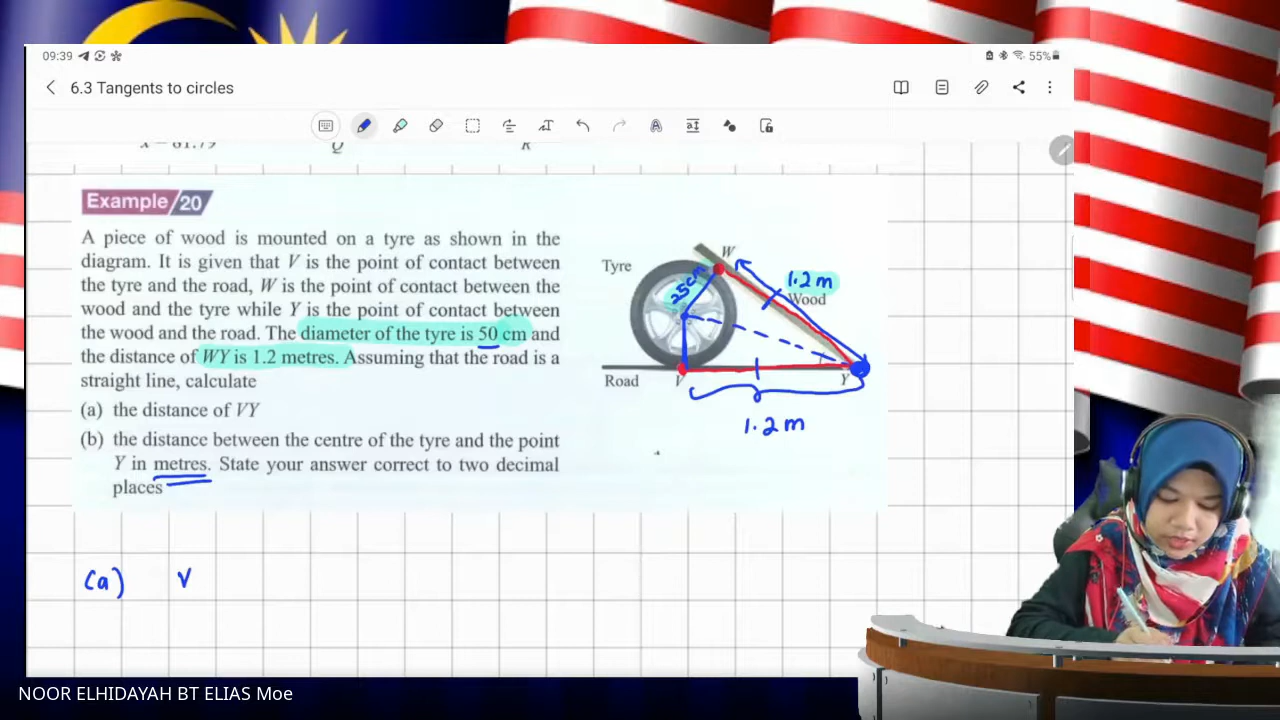 09:39
55%
6.3 Tangents to circles
Q
R
Example 20
A piece of wood is mounted on a tyre as shown in the
diagram. It is given that V is the point of contact between
the tyre and the road, W is the point of contact between the
wood and the tyre while Y is the point of contact between
the wood and the road. The diameter of the tyre is 50 cm and
the distance of WY is 1.2 metres. Assuming that the road is a
straight line, calculate
(a) the distance of VY
(b) the distance between the centre of the tyre and the point
Y in metres. State your answer correct to two decimal
places
Tyre
W
25cm
1.2 m
Wood
Road
V
Y
1.2 m
(a) V
NOOR ELHIDAYAH BT ELIAS Moe